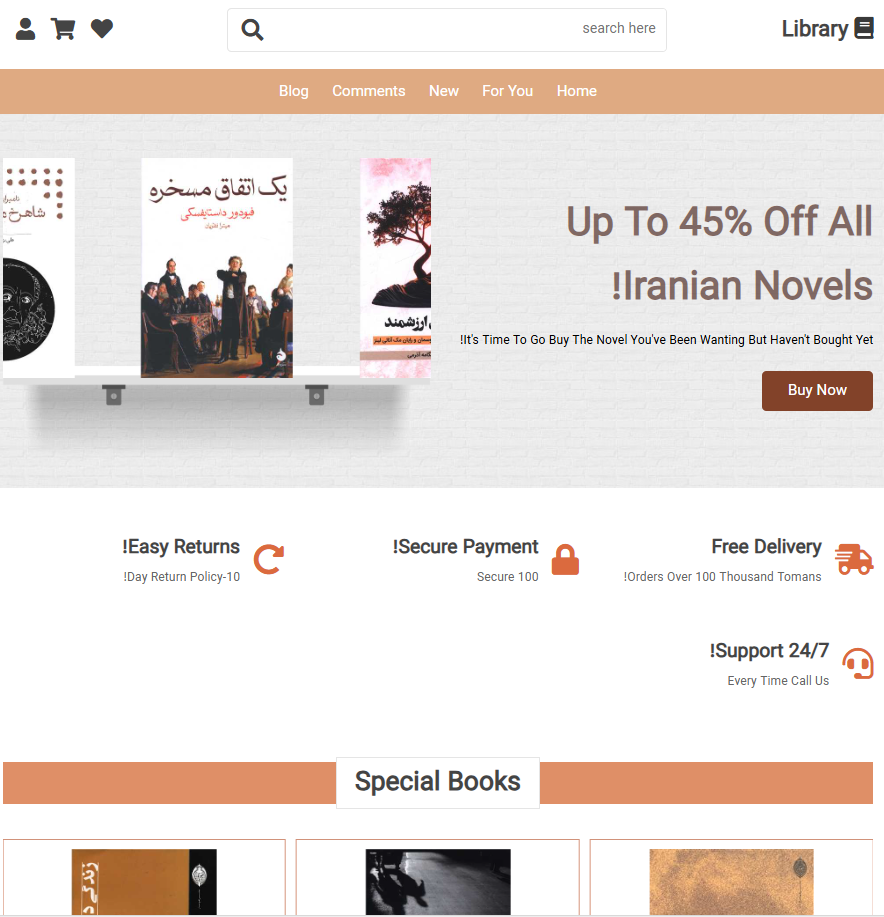 Library
search here
Blog Comments New For You Home
یک اتفاق مسخره
فیودور داستایفسکی
شاهرخ
ارزشمند
Up To 45% Off All
!Iranian Novels
!It's Time To Go Buy The Novel You've Been Wanting But Haven't Bought Yet
Buy Now
!Easy Returns
!Day Return Policy-10
!Secure Payment
Secure 100
Free Delivery
!Orders Over 100 Thousand Tomans
!Support 24/7
Every Time Call Us
Special Books
زندگی